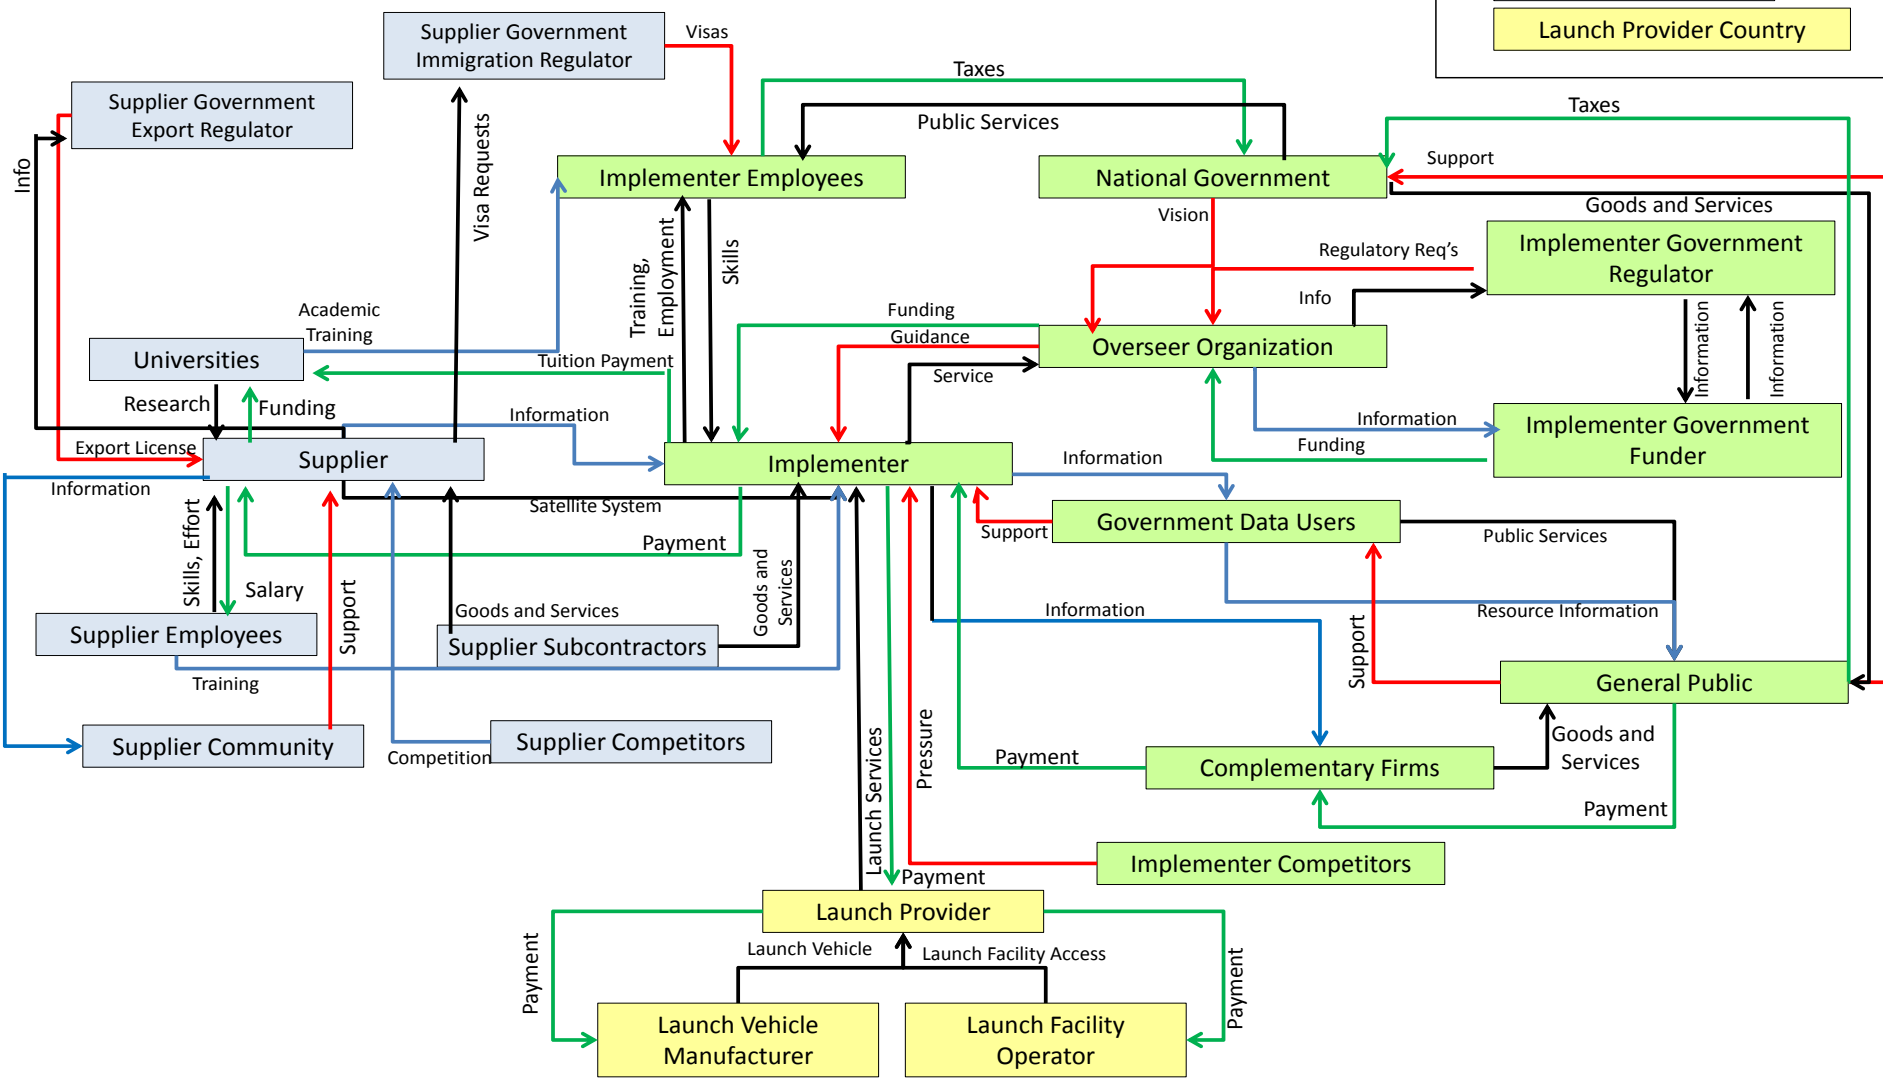 Launch Provider Country
Supplier Government
Immigration Regulator
Visas
Taxes
Supplier Government
Export Regulator
Public Services
Taxes
Info
Visa Requests
Implementer Employees
National Government
Support
Vision
Goods and Services
Training,
Employment
Skills
Regulatory Req's
Implementer Government
Regulator
Info
Academic
Training
Funding
Universities
Tuition Payment
Guidance
Overseer Organization
Service
Information
Information
Research
Funding
Information
Information
Implementer Government
Funder
Funding
Export License
Supplier
Implementer
Information
Information
Satellite System
Government Data Users
Support
Public Services
Payment
Skills, Effort
Salary
Support
Goods and
Services
Goods and Services
Information
Resource Information
Supplier Employees
Supplier Subcontractors
Training
Support
General Public
Supplier Community
Supplier Competitors
Competition
Launch Services
Pressure
Payment
Complementary Firms
Goods and
Services
Payment
Implementer Competitors
Payment
Launch Provider
Launch Vehicle
Launch Facility Access
Payment
Payment
Launch Vehicle
Manufacturer
Launch Facility
Operator